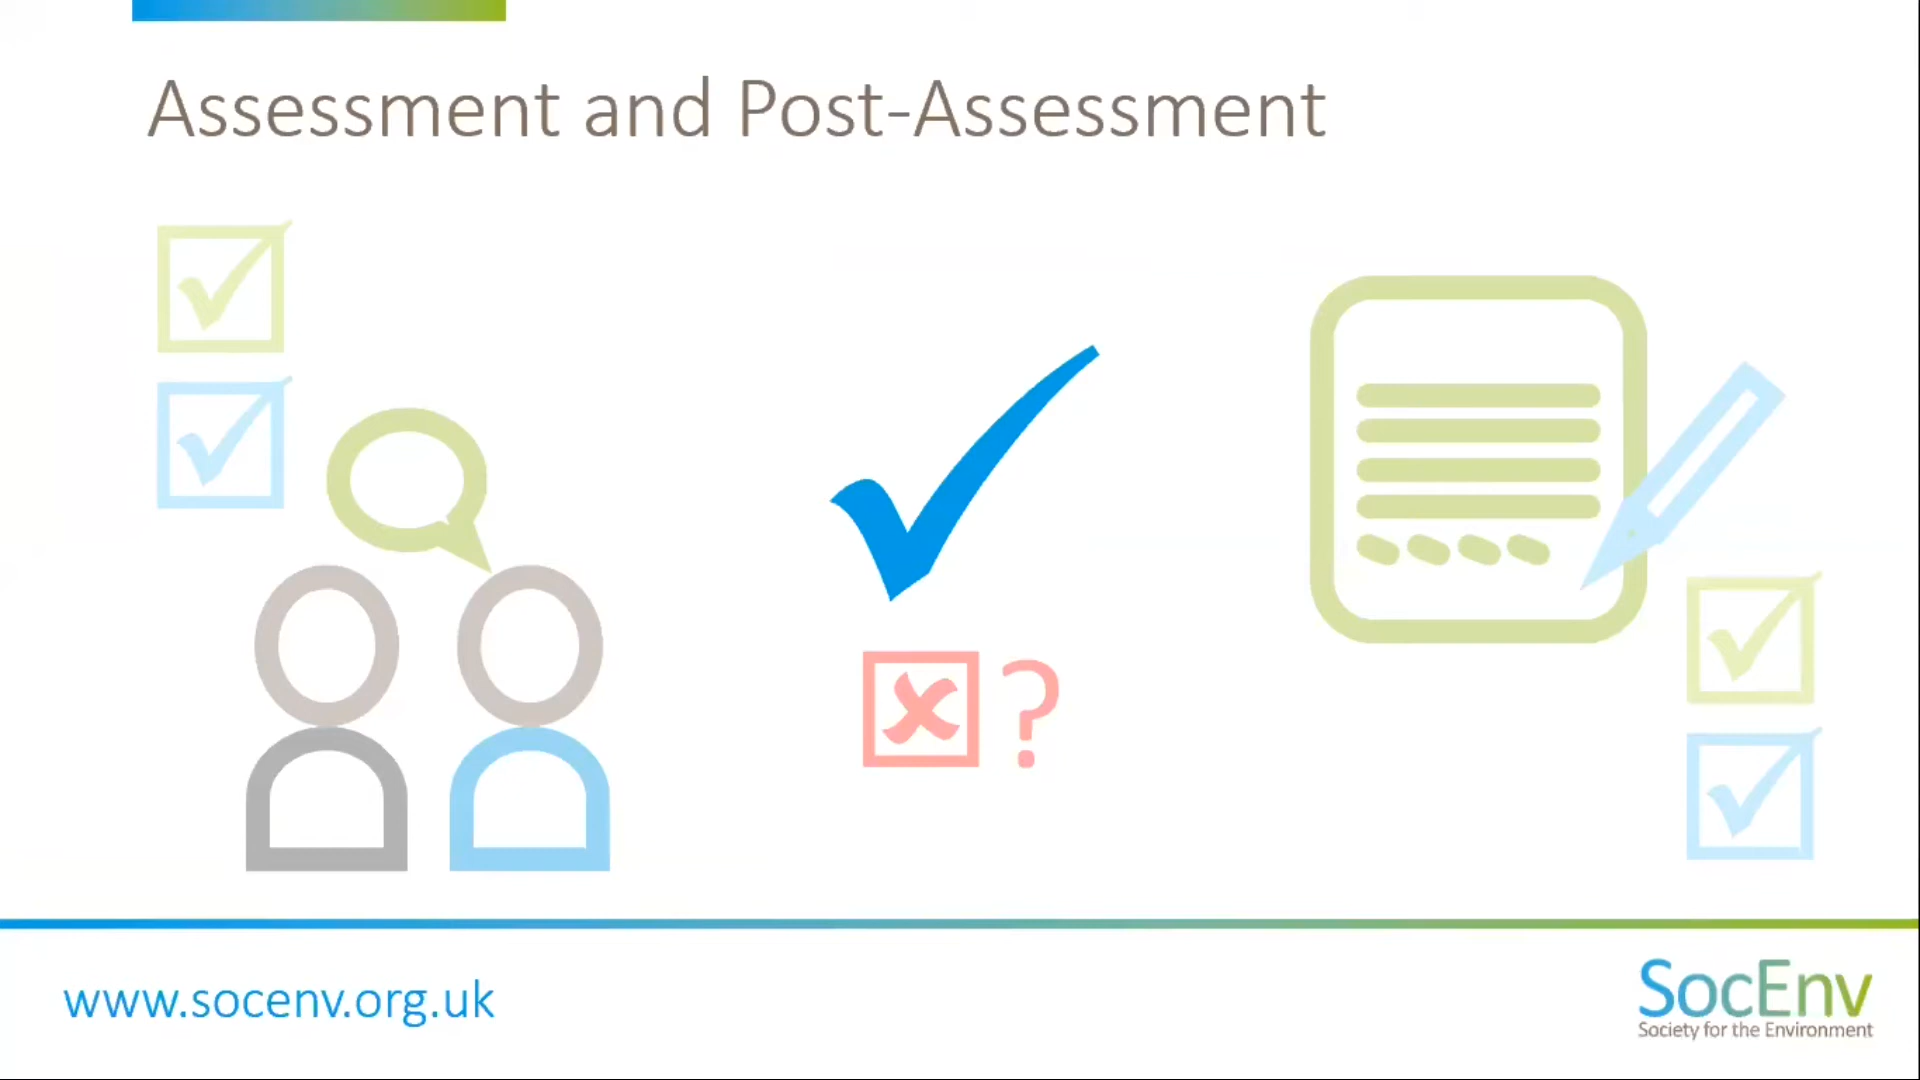 Assessment and Post-Assessment
?
www.socenv.org.uk
SocEnv
Society for the Environment